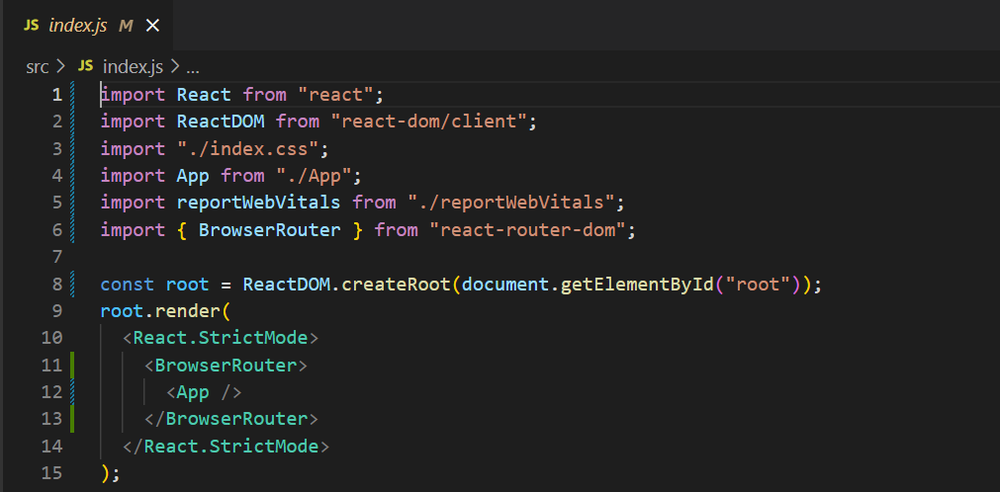 JS index.js M ×
src > JS index.js > ...
1 import React from "react";
2 import ReactDOM from "react-dom/client";
3 import "./index.css";
4 import App from "./App";
5 import reportWebVitals from "./reportWebVitals";
6 import { BrowserRouter } from "react-router-dom";
7
8 const root = ReactDOM.createRoot(document.getElementById("root"));
9 root.render(
10   <React.StrictMode>
11     <BrowserRouter>
12       <App />
13     </BrowserRouter>
14   </React.StrictMode>
15 );